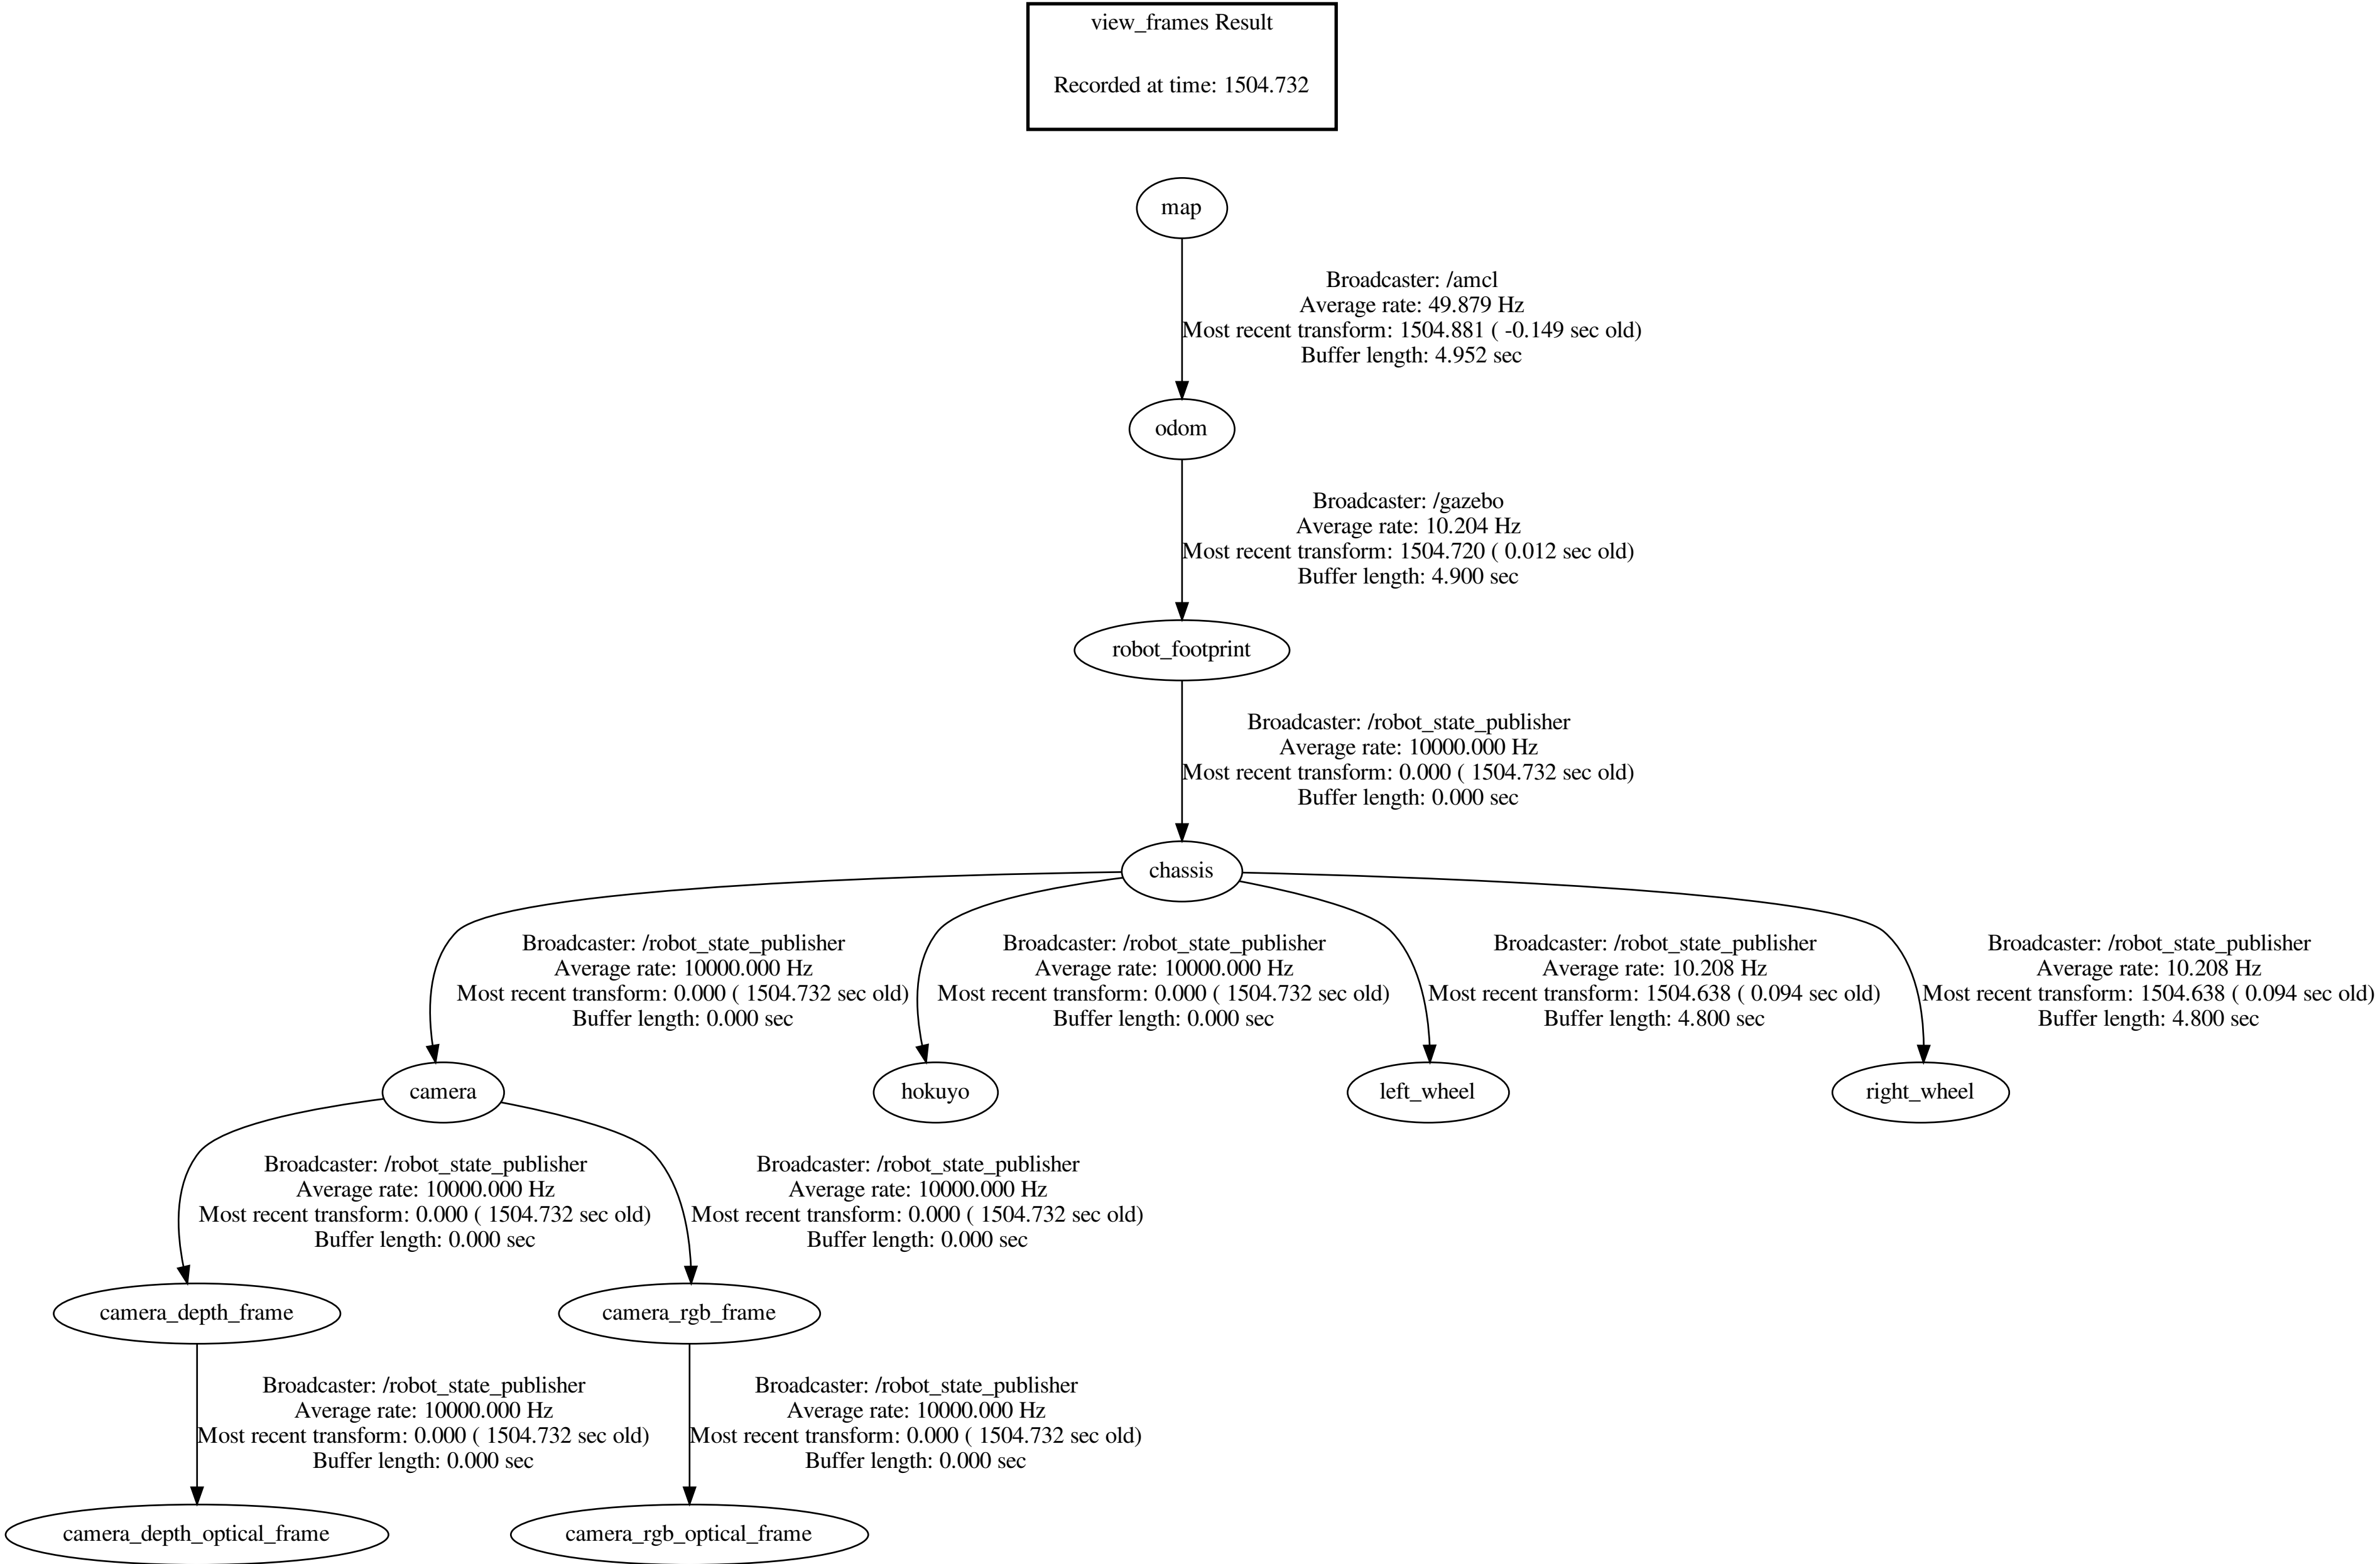 view_frames Result
Recorded at time: 1504.732
map
Broadcaster: /amcl
Average rate: 49.879 Hz
Most recent transform: 1504.881 ( -0.149 sec old)
Buffer length: 4.952 sec
odom
Broadcaster: /gazebo
Average rate: 10.204 Hz
Most recent transform: 1504.720 ( 0.012 sec old)
Buffer length: 4.900 sec
robot_footprint
Broadcaster: /robot_state_publisher
Average rate: 10000.000 Hz
Most recent transform: 0.000 ( 1504.732 sec old)
Buffer length: 0.000 sec
chassis
Broadcaster: /robot_state_publisher
Average rate: 10000.000 Hz
Most recent transform: 0.000 ( 1504.732 sec old)
Buffer length: 0.000 sec
Broadcaster: /robot_state_publisher
Average rate: 10000.000 Hz
Most recent transform: 0.000 ( 1504.732 sec old)
Buffer length: 0.000 sec
Broadcaster: /robot_state_publisher
Average rate: 10.208 Hz
Most recent transform: 1504.638 ( 0.094 sec old)
Buffer length: 4.800 sec
Broadcaster: /robot_state_publisher
Average rate: 10.208 Hz
Most recent transform: 1504.638 ( 0.094 sec old)
Buffer length: 4.800 sec
camera
hokuyo
left_wheel
right_wheel
Broadcaster: /robot_state_publisher
Average rate: 10000.000 Hz
Most recent transform: 0.000 ( 1504.732 sec old)
Buffer length: 0.000 sec
Broadcaster: /robot_state_publisher
Average rate: 10000.000 Hz
Most recent transform: 0.000 ( 1504.732 sec old)
Buffer length: 0.000 sec
camera_depth_frame
camera_rgb_frame
Broadcaster: /robot_state_publisher
Average rate: 10000.000 Hz
Most recent transform: 0.000 ( 1504.732 sec old)
Buffer length: 0.000 sec
Broadcaster: /robot_state_publisher
Average rate: 10000.000 Hz
Most recent transform: 0.000 ( 1504.732 sec old)
Buffer length: 0.000 sec
camera_depth_optical_frame
camera_rgb_optical_frame